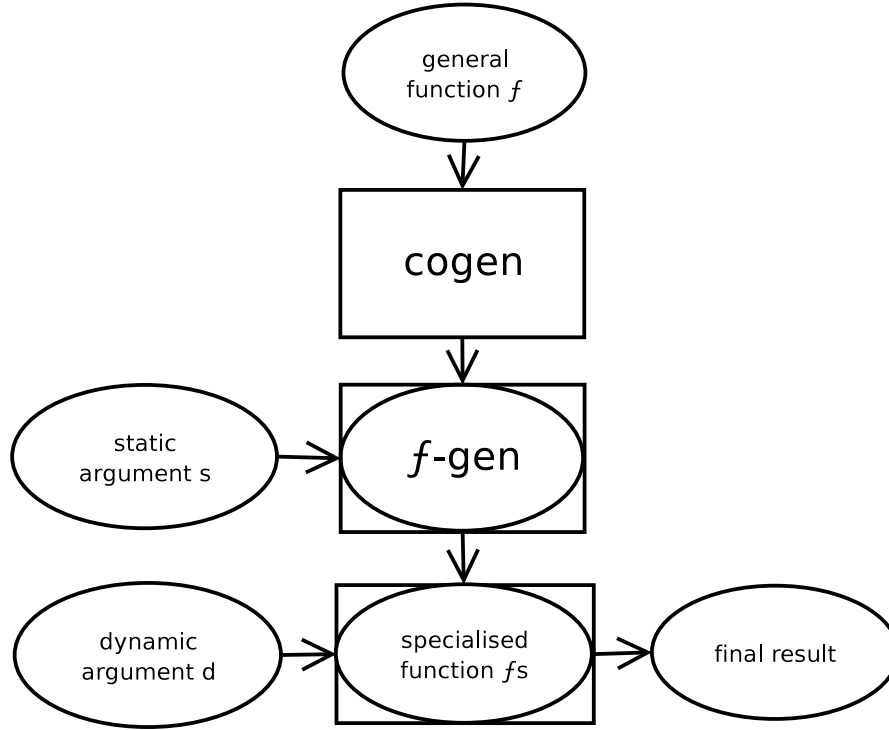 general
function ƒ
cogen
static
argument s
ƒ-gen
dynamic
argument d
specialised
function ƒs
final result